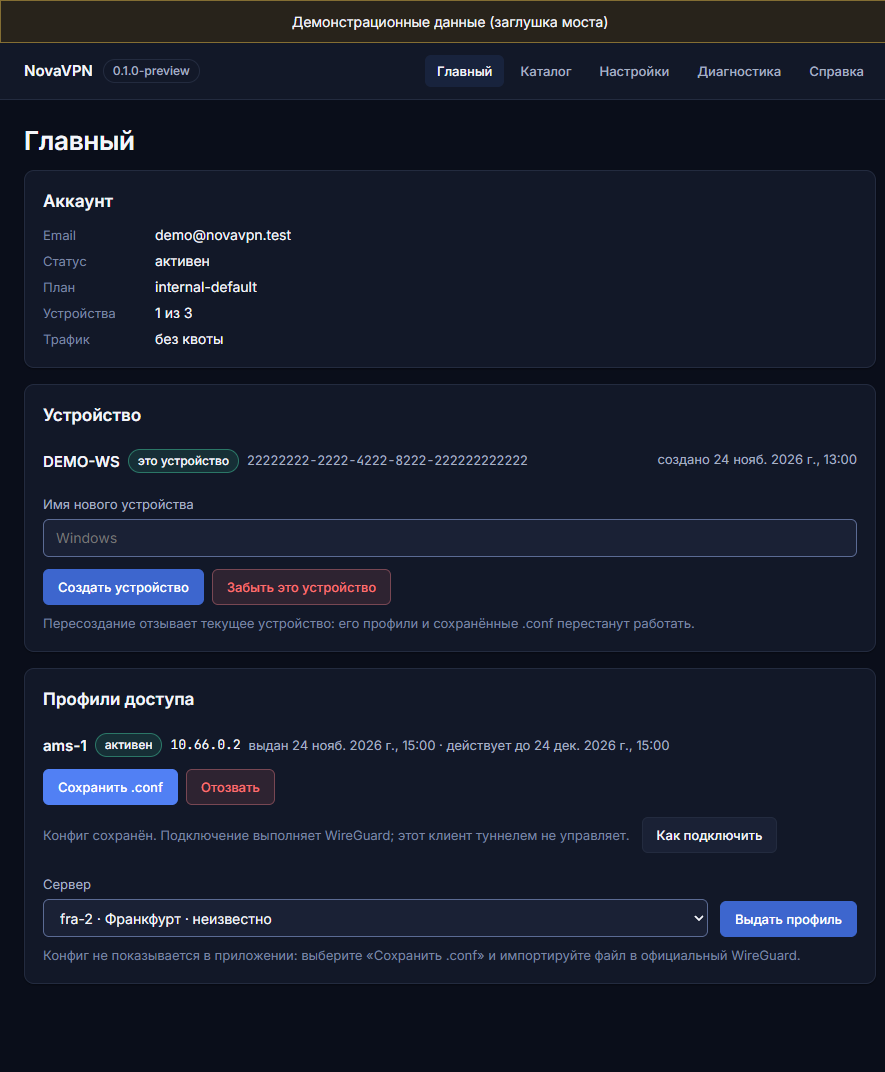 Демонстрационные данные (заглушка моста)
NovaVPN 0.1.0-preview Главный Каталог Настройки Диагностика Справка
Главный
Аккаунт
Email demo@novavpn.test
Статус активен
План internal-default
Устройства 1 из 3
Трафик без квоты
Устройство
DEMO-WS это устройство 22222222-2222-4222-8222-222222222222 создано 24 нояб. 2026 г., 13:00
Имя нового устройства
Windows
Создать устройство Забыть это устройство
Пересоздание отзывает текущее устройство: его профили и сохранённые .conf перестанут работать.
Профили доступа
ams-1 активен 10.66.0.2 выдан 24 нояб. 2026 г., 15:00 · действует до 24 дек. 2026 г., 15:00
Сохранить .conf Отозвать
Конфиг сохранён. Подключение выполняет WireGuard; этот клиент туннелем не управляет. Как подключить
Сервер
fra-2 · Франкфурт · неизвестно Выдать профиль
Конфиг не показывается в приложении: выберите «Сохранить .conf» и импортируйте файл в официальный WireGuard.